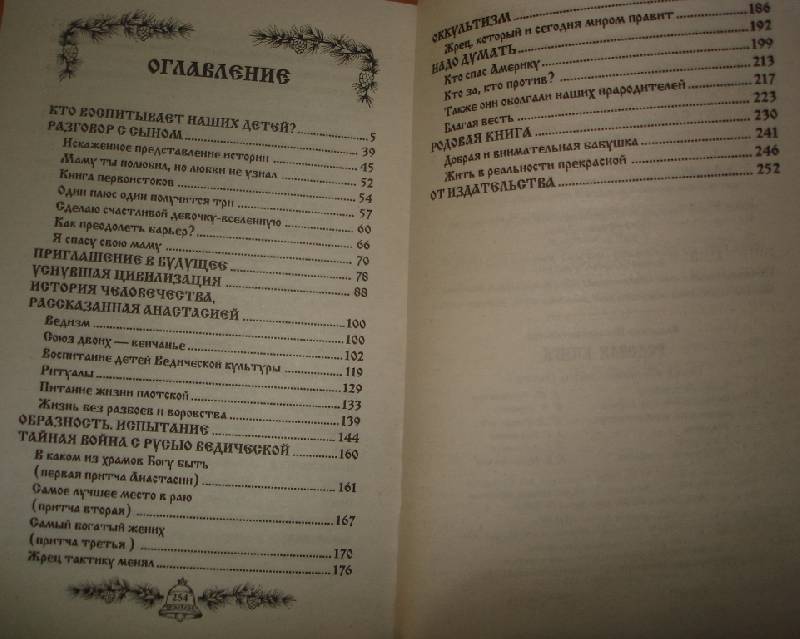 ОГЛАВЛЕНИЕ
КТО ВОСПИТЫВАЕТ НАШИХ ДЕТЕЙ? 5
РАЗГОВОР С СЫНОМ 39
Искаженное представление истории 45
Маму ты полюбил, но любви не узнал 52
Книга первоистоков 54
Один плюс один получится три 57
Сделаю счастливой девочку-вселенную 60
Как преодолеть барьер? 66
Я спасу свою маму 70
ПРИГЛАШЕНИЕ В БУДУЩЕЕ 78
УСНУВШАЯ ЦИВИЛИЗАЦИЯ 88
ИСТОРИЯ ЧЕЛОВЕЧЕСТВА,
РАССКАЗАННАЯ АНАСТАСИЕЙ 100
Ведизм 100
Союз двоих — венчанье 102
Воспитание детей Ведической культуры 119
Ритуалы 129
Питание жизни плотской 133
Жизнь без разбоев и воровства 139
ОБРАЗНОСТЬ. ИСПЫТАНИЕ 144
ТАЙНАЯ ВОЙНА С РУСЬЮ ВЕДИЧЕСКОЙ 160
В каком из храмов Богу быть
(первая притча Анастасии) 161
Самое лучшее место в раю
(притча вторая) 167
Самый богатый жених
(притча третья) 170
Жрец тактику менял 176
254
ОККУЛЬТИЗМ
Жрец, который и сегодня миром правит 186
НАДО ДУМАТЬ 192
Кто спас Америку 199
Кто за, кто против? 213
Также они оболгали наших прародителей 217
Благая весть 223
РОДОВАЯ КНИГА 230
Добрая и внимательная бабушка 241
Жить в реальности прекрасной 246
ОТ ИЗДАТЕЛЬСТВА 252